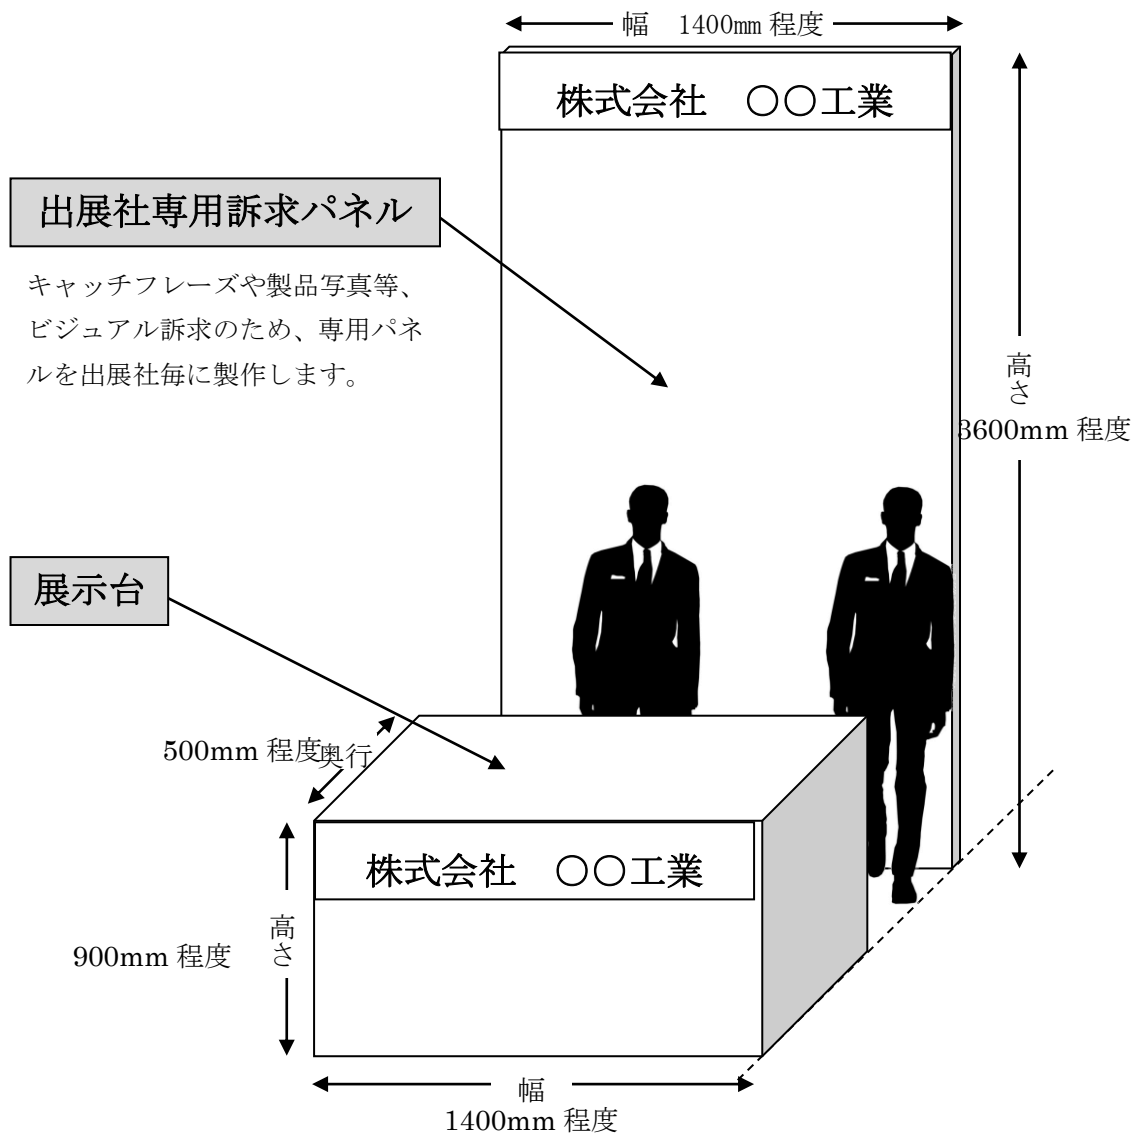 幅　1400㎜ 程度
株式会社　〇〇工業
出展社専用訴求パネル
キャッチフレーズや製品写真等、
ビジュアル訴求のため、専用パネ
ルを出展社毎に製作します。
高さ
3600mm 程度
展示台
500mm 程度
奥行
株式会社　〇〇工業
高さ
900mm 程度
幅
1400mm 程度